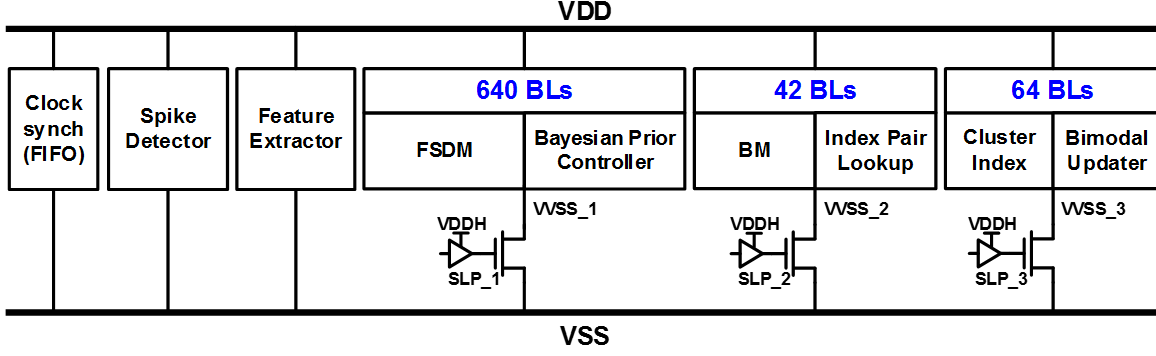 VDD
Clock
synch
(FIFO)
Spike
Detector
Feature
Extractor
640 BLs
FSDM
Bayesian Prior
Controller
42 BLs
BM
Index Pair
Lookup
64 BLs
Cluster
Index
Bimodal
Updater
VVSS_1
VDDH
SLP_1
VVSS_2
VDDH
SLP_2
VVSS_3
VDDH
SLP_3
VSS